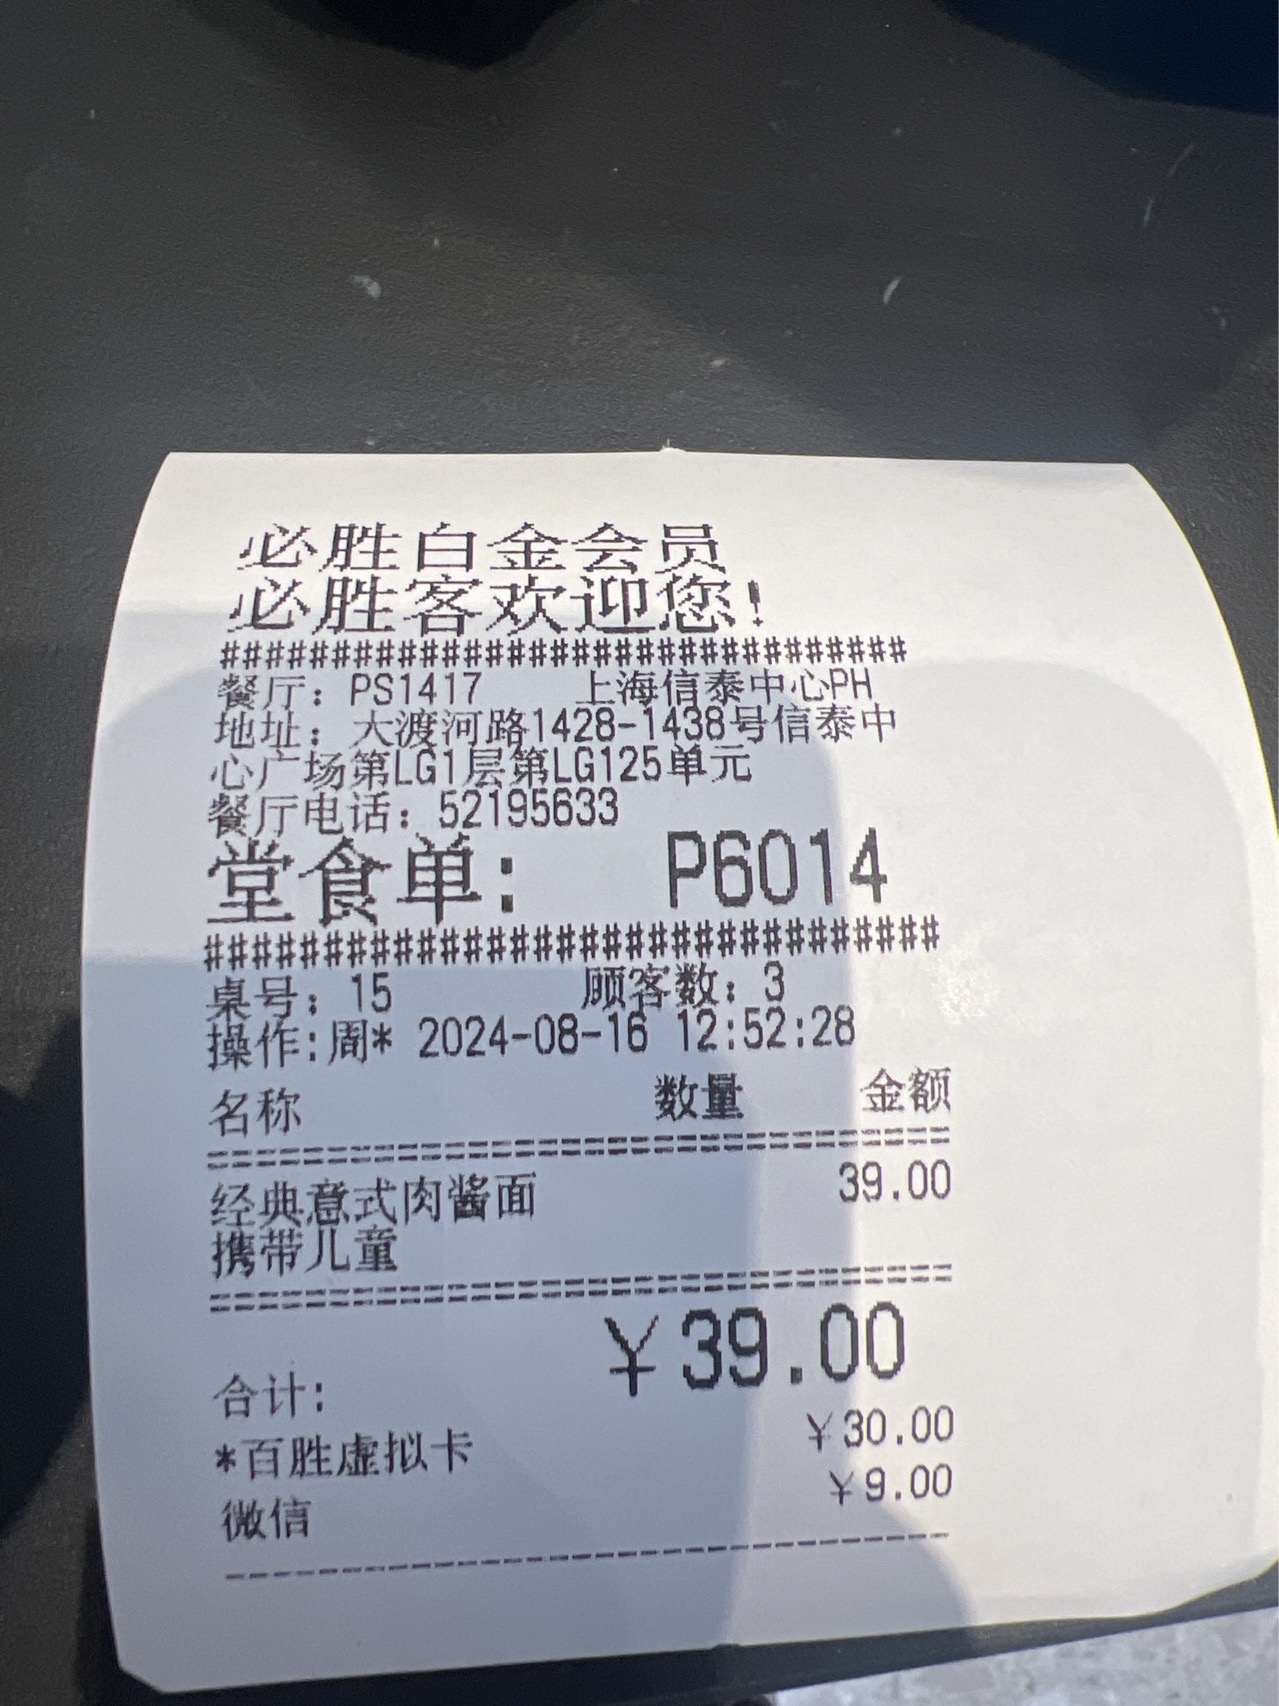 必胜白金会员
必胜客欢迎您!
################################
餐厅: PS1417 上海信泰中心PH
地址: 大渡河路1428-1438号信泰中
心广场第LG1层第LG125单元
餐厅电话: 52195633
堂食单: P6014
################################
桌号: 15 顾客数: 3
操作:周* 2024-08-16 12:52:28
名称 数量 金额
================================
经典意式肉酱面 39.00
携带儿童
================================
合计: ￥39.00
*百胜虚拟卡 ￥30.00
微信 ￥9.00
--------------------------------